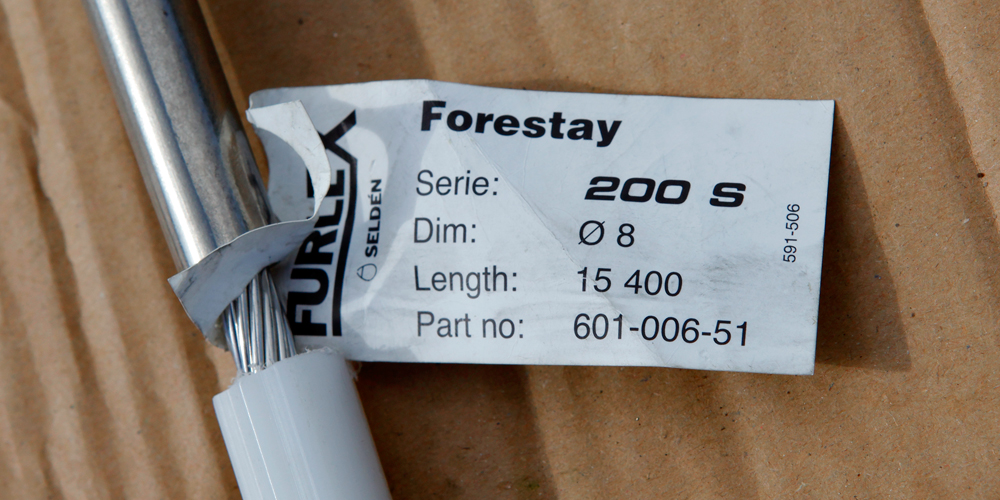 FURLEX
SELDÉN
Forestay
Serie: 200 S
Dim: Ø 8
Length: 15 400
Part no: 601-006-51
591-506